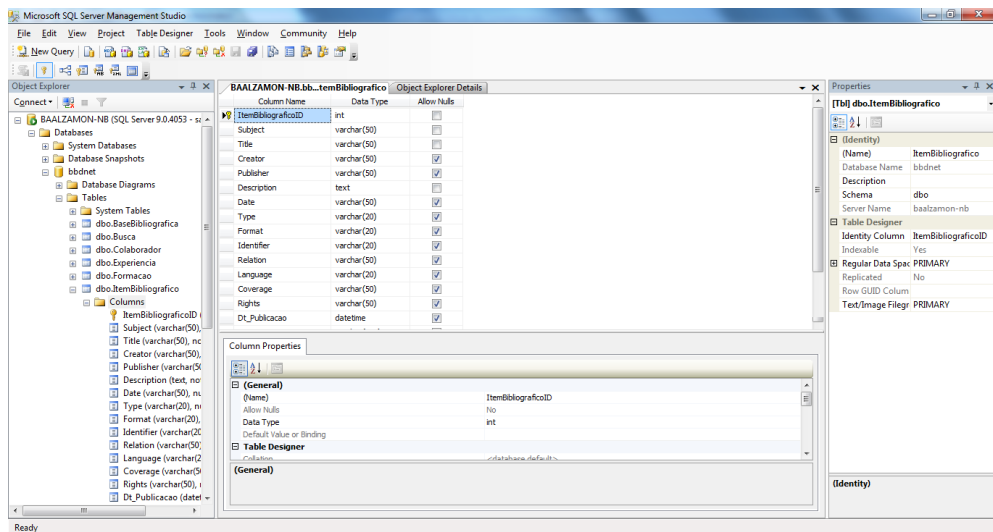 Microsoft SQL Server Management Studio
File Edit View Project Table Designer Tools Window Community Help
New Query
Object Explorer
Connect
BAALZAMON-NB (SQL Server 9.0.4053 - sa
Databases
System Databases
Database Snapshots
bbdnet
Database Diagrams
Tables
System Tables
dbo.BaseBibliografica
dbo.Busca
dbo.Colaborador
dbo.Experiencia
dbo.Formacao
dbo.ItemBibliografico
Columns
ItemBibliograficoID (
Subject (varchar(50),
Title (varchar(50), no
Creator (varchar(50),
Publisher (varchar(50
Description (text, no
Date (varchar(50), nu
Type (varchar(20), nu
Format (varchar(20),
Identifier (varchar(20
Relation (varchar(50)
Language (varchar(2
Coverage (varchar(5
Rights (varchar(50),
Dt_Publicacao (datet
BAALZAMON-NB.bb...temBibliografico Object Explorer Details
Column Name Data Type Allow Nulls
ItemBibliograficoID int
Subject varchar(50)
Title varchar(50)
Creator varchar(50)
Publisher varchar(50)
Description text
Date varchar(50)
Type varchar(20)
Format varchar(20)
Identifier varchar(20)
Relation varchar(50)
Language varchar(20)
Coverage varchar(50)
Rights varchar(50)
Dt_Publicacao datetime
Column Properties
(General)
(Name) ItemBibliograficoID
Allow Nulls No
Data Type int
Default Value or Binding
Table Designer
Collation <database default>
(General)
Properties
[Tbl] dbo.ItemBibliografico
(Identity)
(Name) ItemBibliografico
Database Name bbdnet
Description
Schema dbo
Server Name baalzamon-nb
Table Designer
Identity Column ItemBibliograficoID
Indexable Yes
Regular Data Spac PRIMARY
Replicated No
Row GUID Colum
Text/Image Filegr PRIMARY
(Identity)
Ready